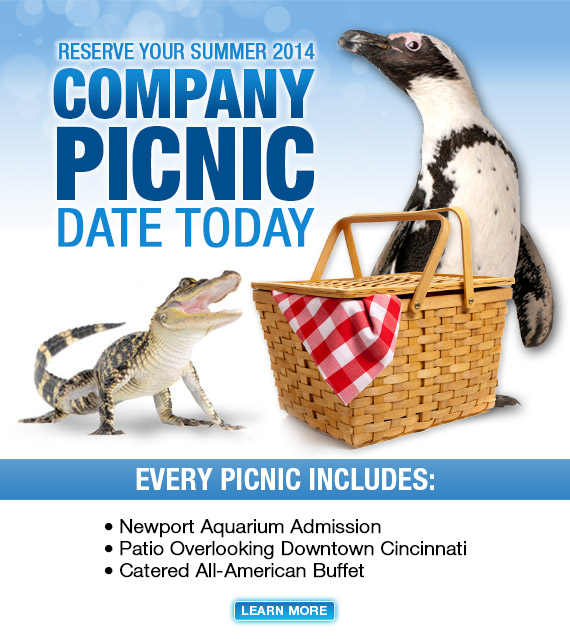 RESERVE YOUR SUMMER 2014
COMPANY
PICNIC
DATE TODAY
EVERY PICNIC INCLUDES:
• Newport Aquarium Admission
• Patio Overlooking Downtown Cincinnati
• Catered All-American Buffet
LEARN MORE